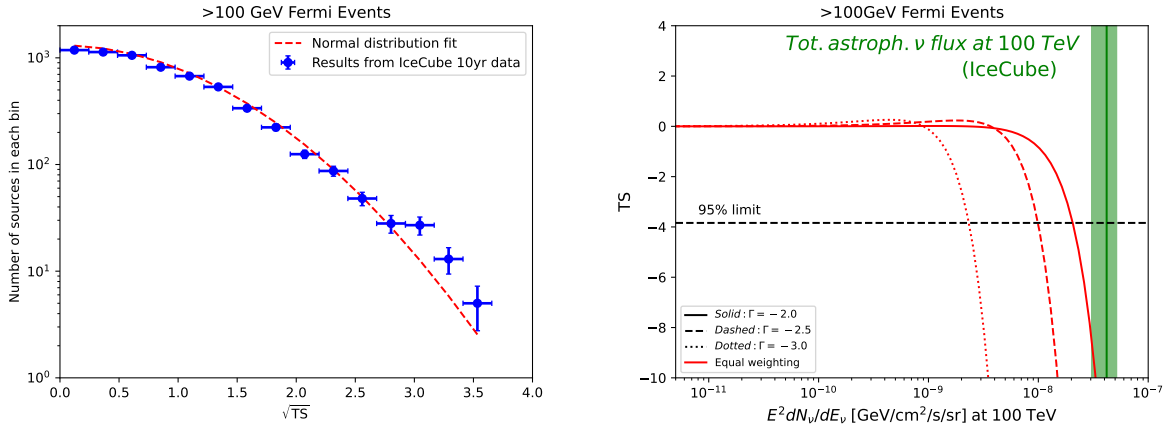 >100 GeV Fermi Events
Normal distribution fit
Results from IceCube 10yr data
Number of sources in each bin
10³
10²
10¹
10⁰
0.0 0.5 1.0 1.5 2.0 2.5 3.0 3.5 4.0
√TS
>100GeV Fermi Events
Tot. astroph. ν flux at 100 TeV
(IceCube)
TS
4
2
0
−2
−4
−6
−8
−10
95% limit
Solid : Γ = −2.0
Dashed : Γ = −2.5
Dotted : Γ = −3.0
Equal weighting
10⁻¹¹ 10⁻¹⁰ 10⁻⁹ 10⁻⁸ 10⁻⁷
E²dNν/dEν [GeV/cm²/s/sr] at 100 TeV